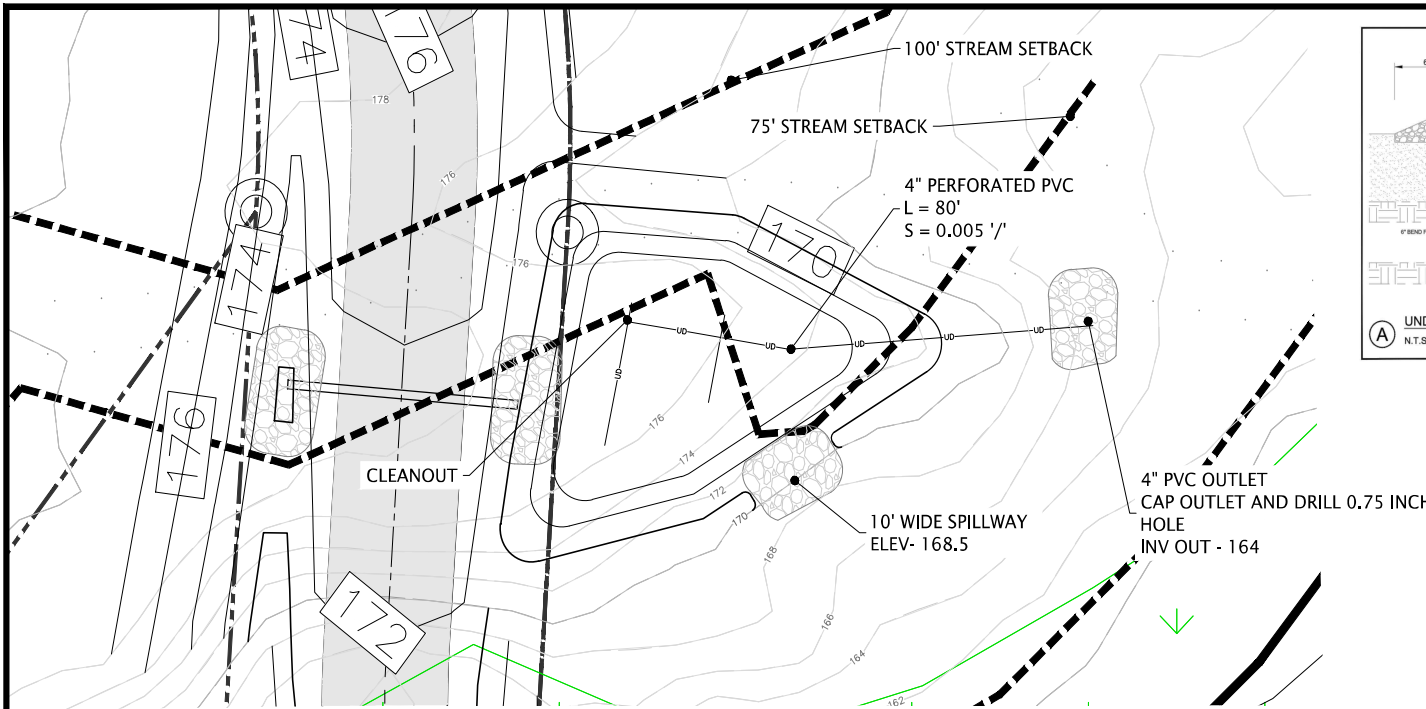 74
176
178
100' STREAM SETBACK
75' STREAM SETBACK
176
4" PERFORATED PVC
L = 80'
S = 0.005 '/'
170
174
176
UD
UD
UD
UD
UD
UND
A
N.T.S
CLEANOUT
176
176
174
172
170
168
10' WIDE SPILLWAY
ELEV- 168.5
4" PVC OUTLET
CAP OUTLET AND DRILL 0.75 INCH
HOLE
INV OUT - 164
172
166
164
162